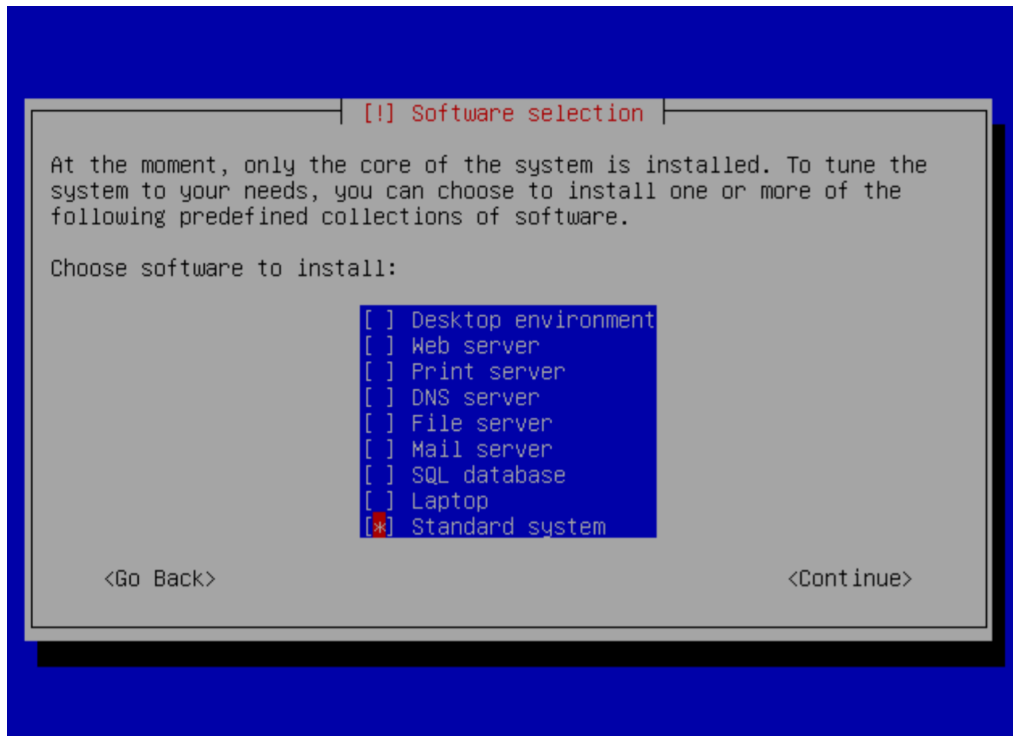 [!] Software selection
At the moment, only the core of the system is installed. To tune the
system to your needs, you can choose to install one or more of the
following predefined collections of software.
Choose software to install:
[ ] Desktop environment
[ ] Web server
[ ] Print server
[ ] DNS server
[ ] File server
[ ] Mail server
[ ] SQL database
[ ] Laptop
[*] Standard system
<Go Back> <Continue>